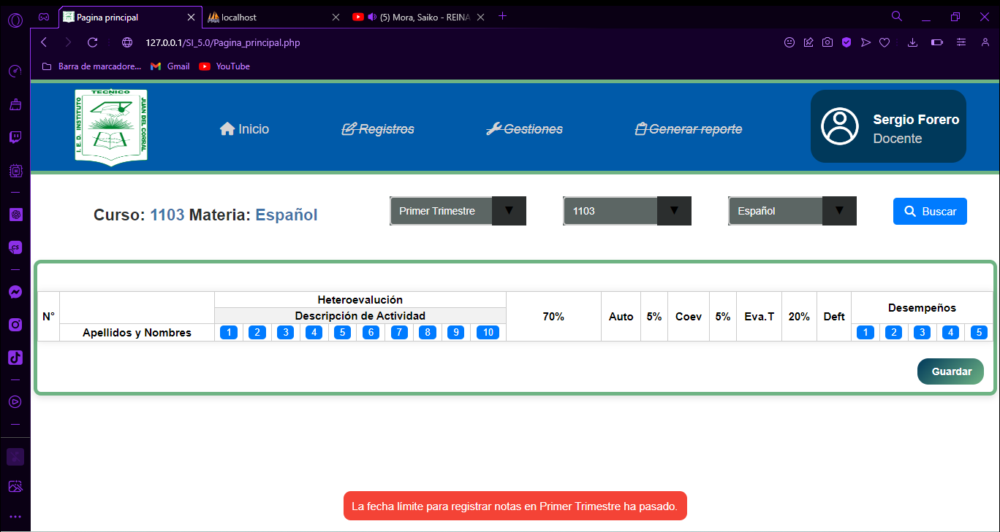 Pagina principal
localhost
(5) Mora, Saiko - REINA
127.0.0.1/SI_5.0/Pagina_principal.php
Barra de marcadore...
Gmail
YouTube
TECNICO
I. E. D. INSTITUTO
JUAN DEL CORRAL
Inicio
Registros
Gestiones
Generar reporte
Sergio Forero
Docente
Curso: 1103 Materia: Español
Primer Trimestre
1103
Español
Buscar
N°
Apellidos y Nombres
Heteroevalución
Descripción de Actividad
1 2 3 4 5 6 7 8 9 10
70%
Auto
5%
Coev
5%
Eva.T
20%
Deft
Desempeños
1 2 3 4 5
Guardar
La fecha límite para registrar notas en Primer Trimestre ha pasado.